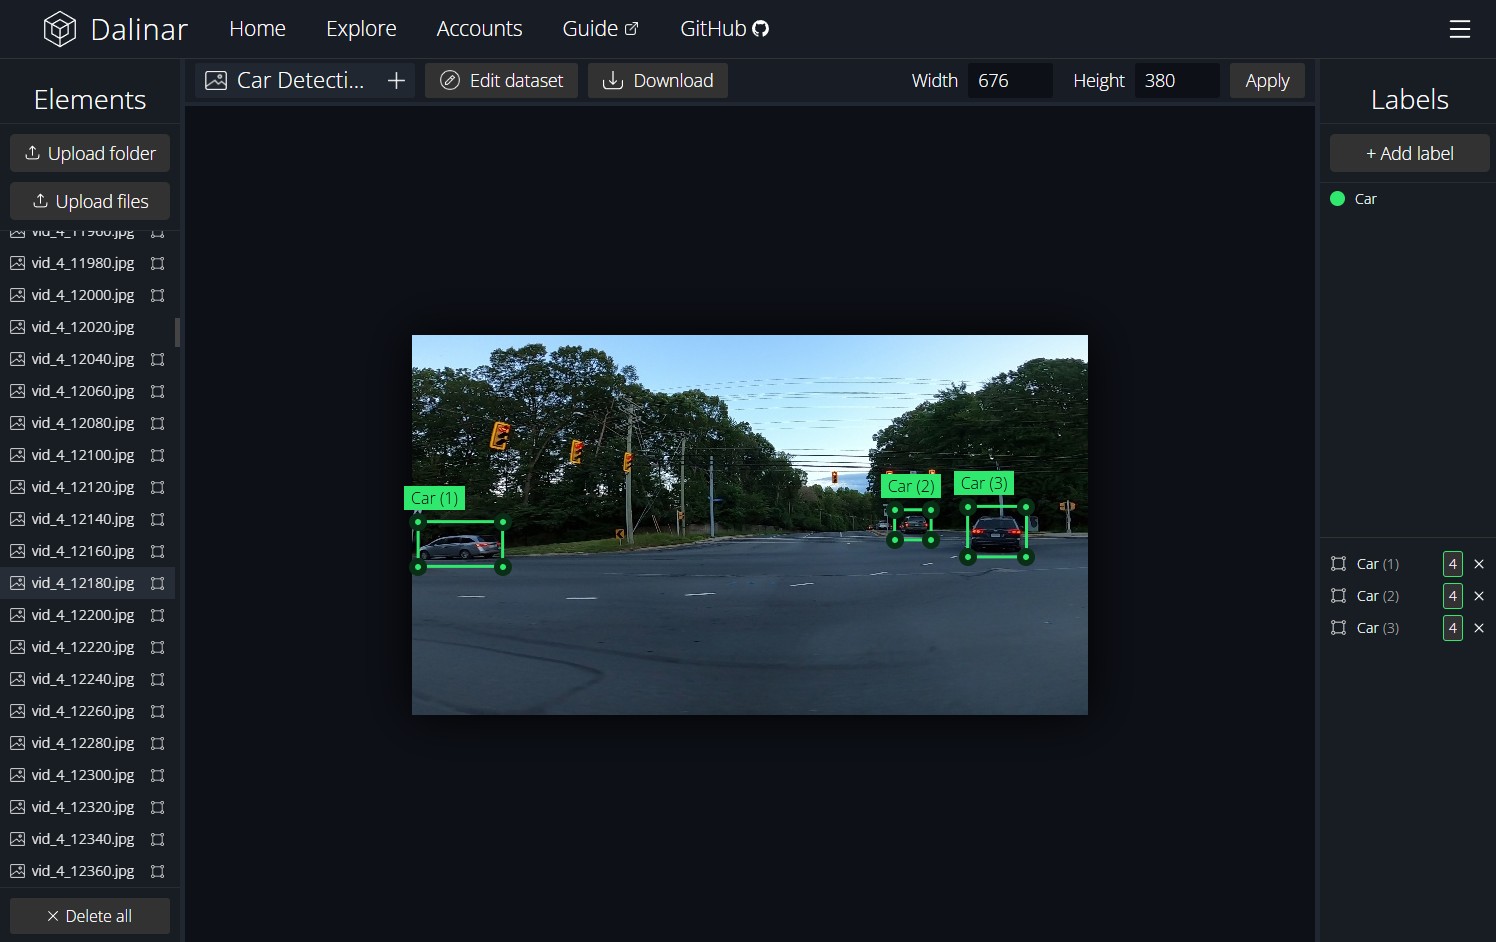 Dalinar
Home
Explore
Accounts
Guide
GitHub
Elements
Upload folder
Upload files
vid_4_11960.jpg
vid_4_11980.jpg
vid_4_12000.jpg
vid_4_12020.jpg
vid_4_12040.jpg
vid_4_12060.jpg
vid_4_12080.jpg
vid_4_12100.jpg
vid_4_12120.jpg
vid_4_12140.jpg
vid_4_12160.jpg
vid_4_12180.jpg
vid_4_12200.jpg
vid_4_12220.jpg
vid_4_12240.jpg
vid_4_12260.jpg
vid_4_12280.jpg
vid_4_12300.jpg
vid_4_12320.jpg
vid_4_12340.jpg
vid_4_12360.jpg
× Delete all
Car Detecti... +
Edit dataset
Download
Width 676
Height 380
Apply
Car (1)
Car (2)
Car (3)
Labels
+ Add label
Car
Car (1) 4 ×
Car (2) 4 ×
Car (3) 4 ×